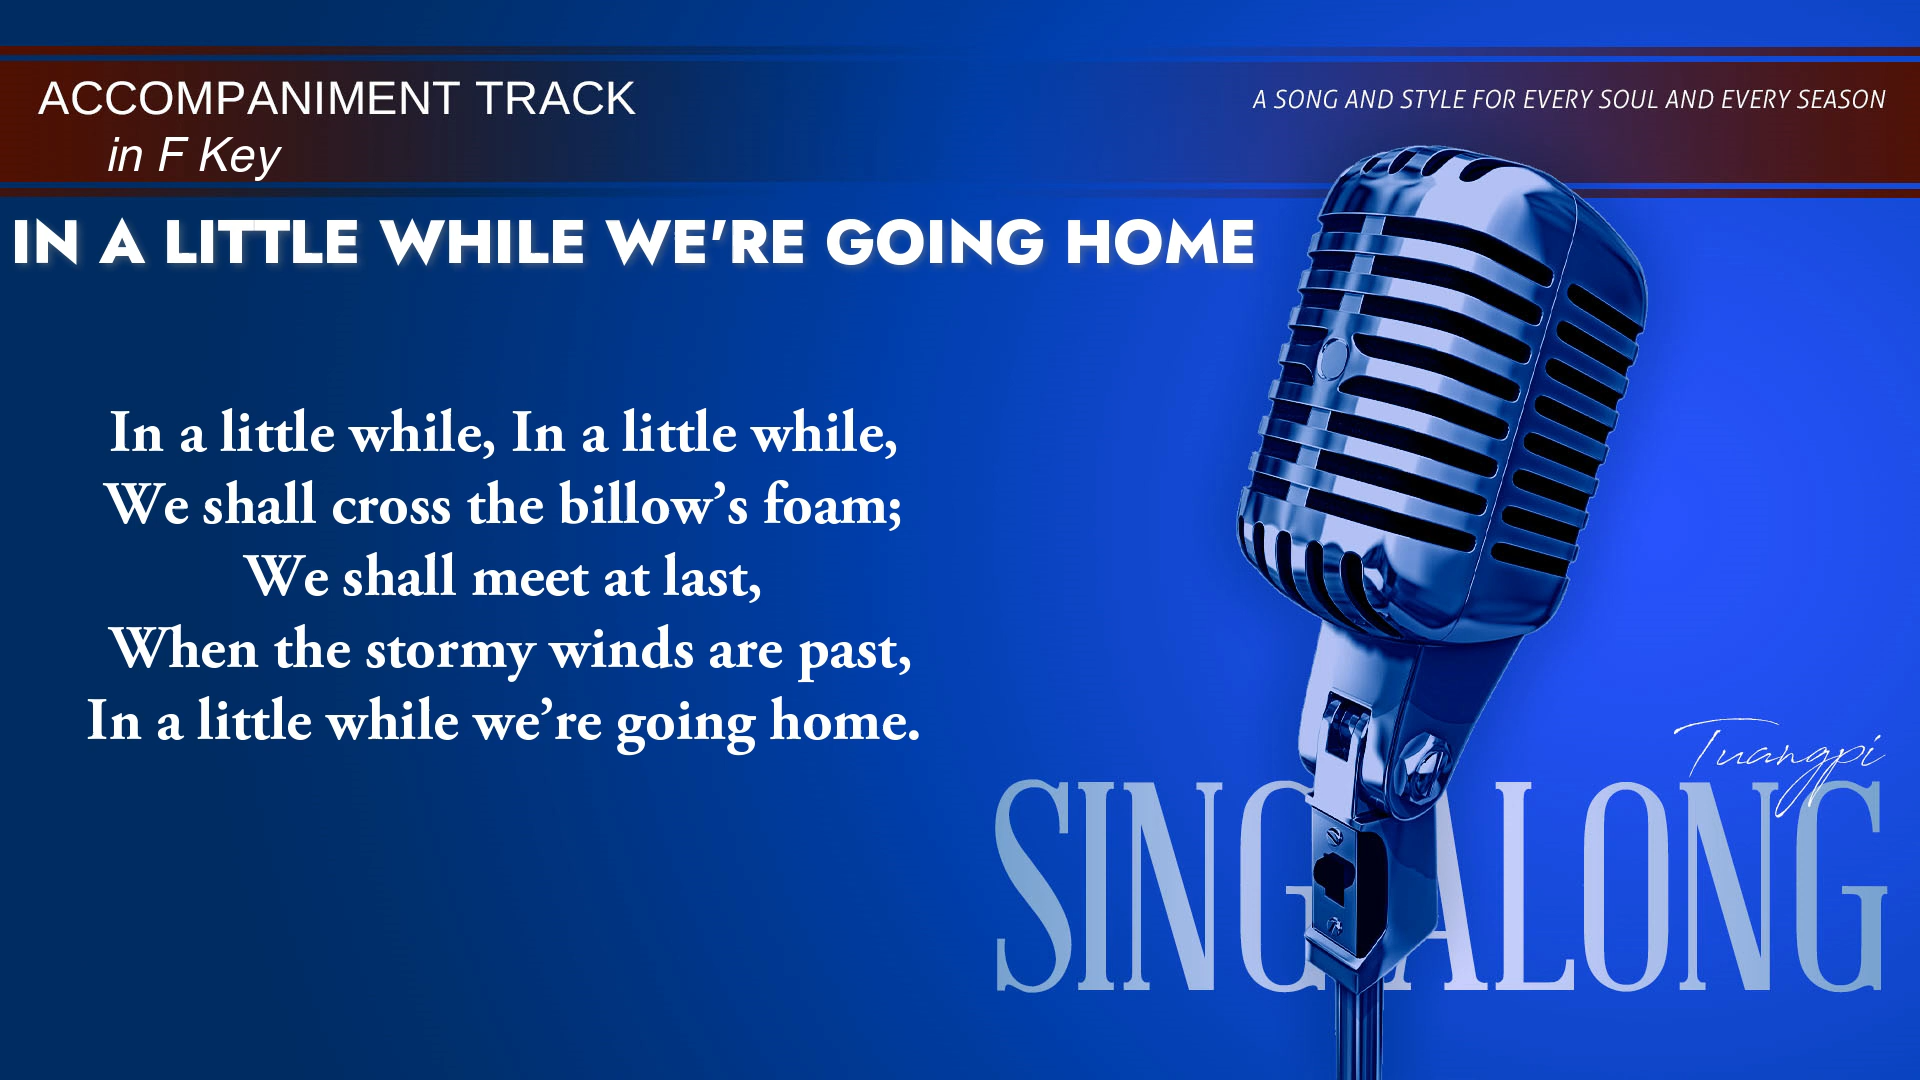 ACCOMPANIMENT TRACK
in F Key
A SONG AND STYLE FOR EVERY SOUL AND EVERY SEASON
IN A LITTLE WHILE WE'RE GOING HOME
In a little while, In a little while,
We shall cross the billow’s foam;
We shall meet at last,
When the stormy winds are past,
In a little while we’re going home.
Tuangpi
SING ALONG